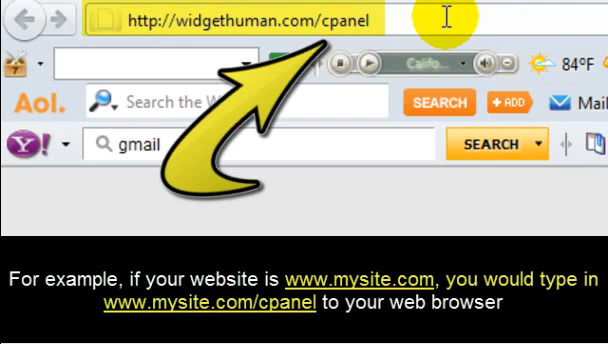 http://widgethuman.com/cpanel
Califo...
84°F
Aol.
Search the W
SEARCH
+ ADD
Mail
Y!
gmail
SEARCH
For example, if your website is www.mysite.com, you would type in
www.mysite.com/cpanel to your web browser